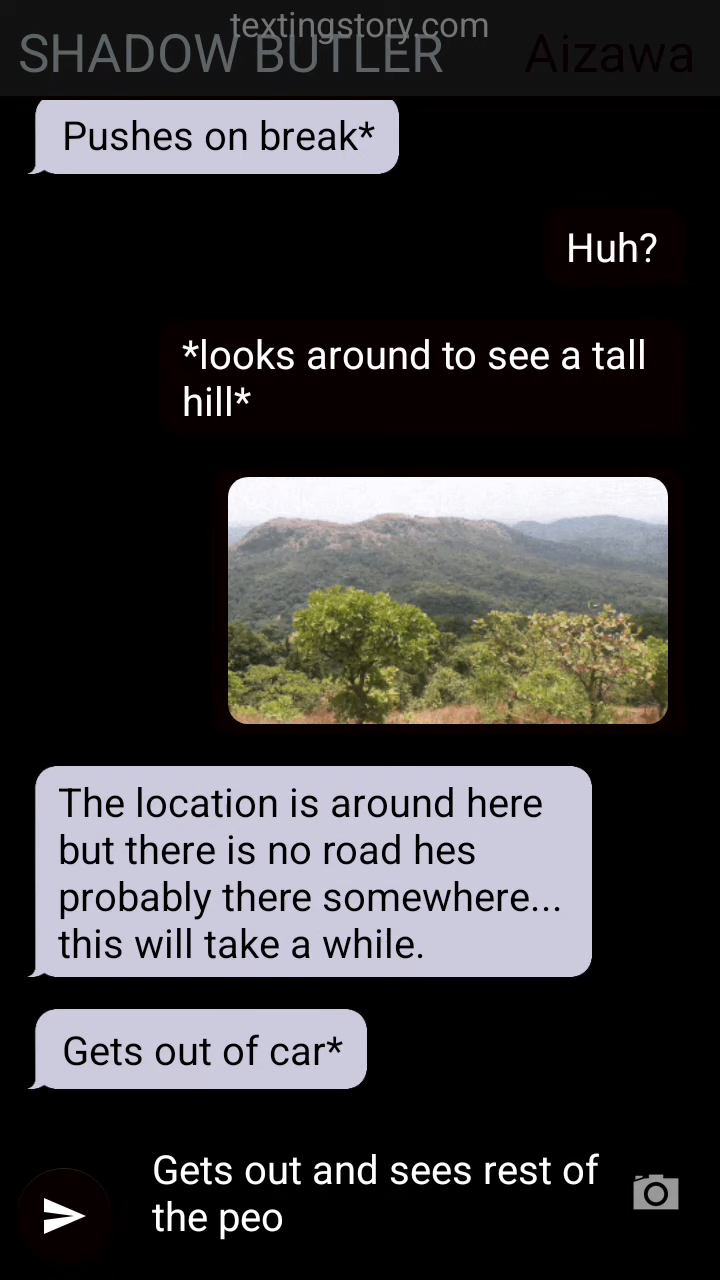 textingstory.com
SHADOW BUTLER
Aizawa
Pushes on break*
Huh?
*looks around to see a tall
hill*
The location is around here
but there is no road hes
probably there somewhere...
this will take a while.
Gets out of car*
Gets out and sees rest of
the peo